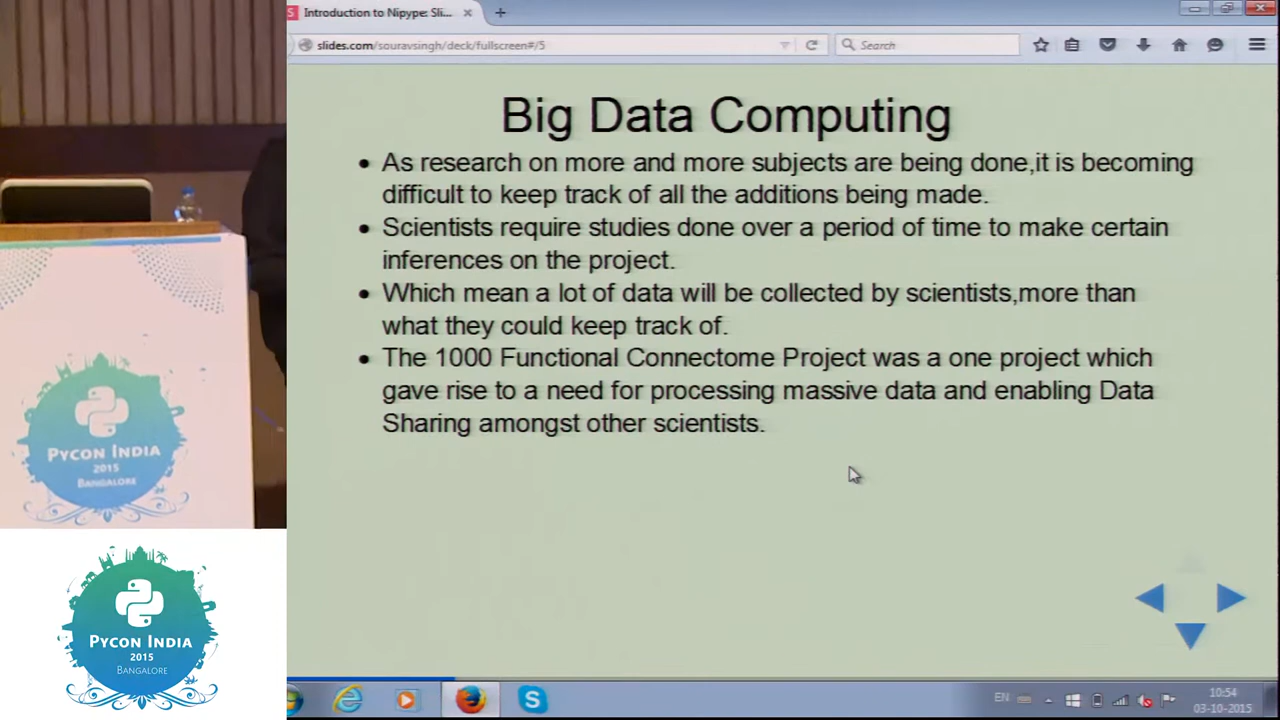 Introduction to Nipype: Sli...
slides.com/souravsingh/deck/fullscreen#/5
Search
Big Data Computing
As research on more and more subjects are being done,it is becoming
difficult to keep track of all the additions being made.
Scientists require studies done over a period of time to make certain
inferences on the project.
Which mean a lot of data will be collected by scientists,more than
what they could keep track of.
The 1000 Functional Connectome Project was a one project which
gave rise to a need for processing massive data and enabling Data
Sharing amongst other scientists.
PYCON INDIA
2015
BANGALORE
PYCON INDIA
2015
BANGALORE
EN
10:54
03-10-2015